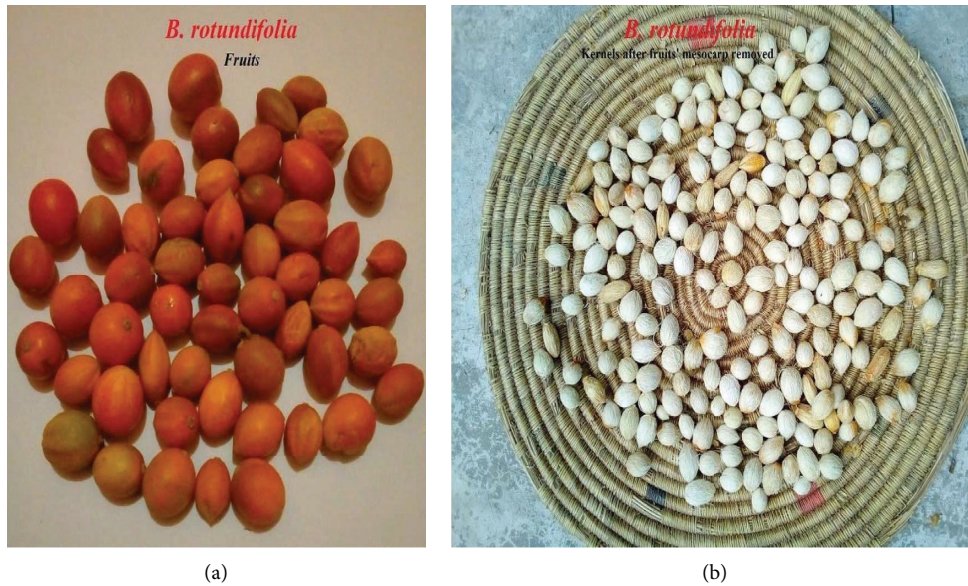 B. rotundifolia
Fruits
B. rotundifolia
Kernels after fruits' mesocarp removed
(a)
(b)